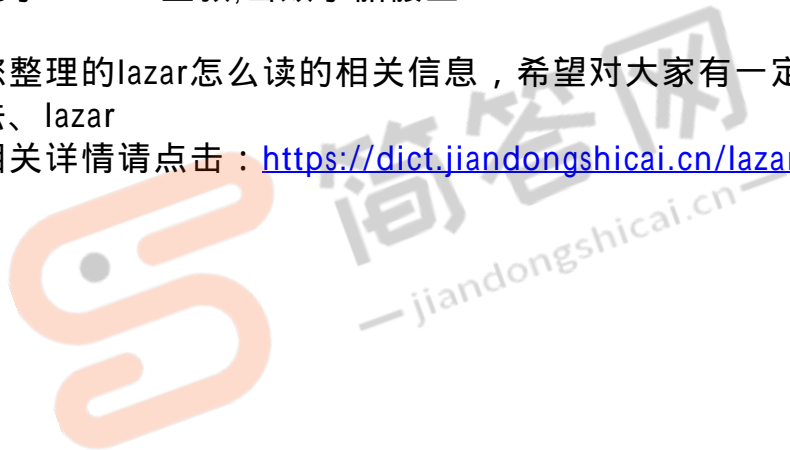 整理的lazar怎么读的相关信息，希望对大家有一定
、lazar
相关详情请点击：https://dict.jiandongshicai.cn/lazar
简答网
jiandongshicai.cn